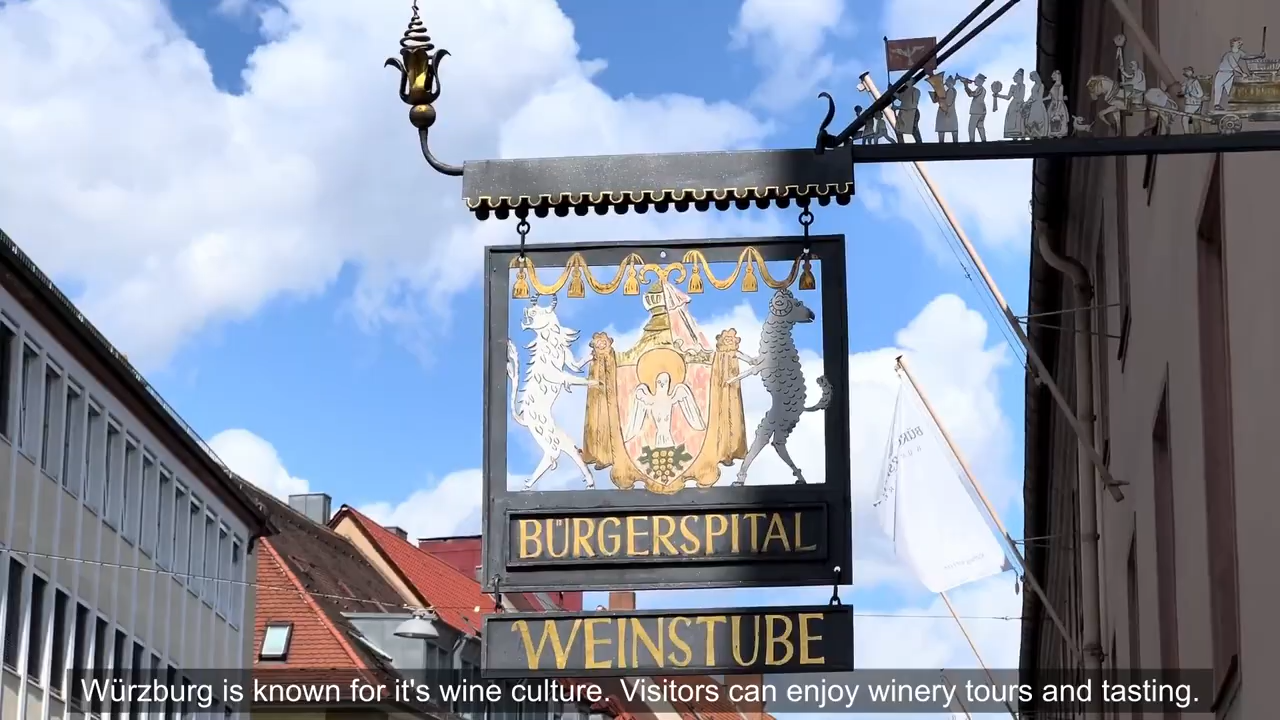 BÜRGERSPITAL
WEINSTUBE
Würzburg is known for it's wine culture. Visitors can enjoy winery tours and tasting.